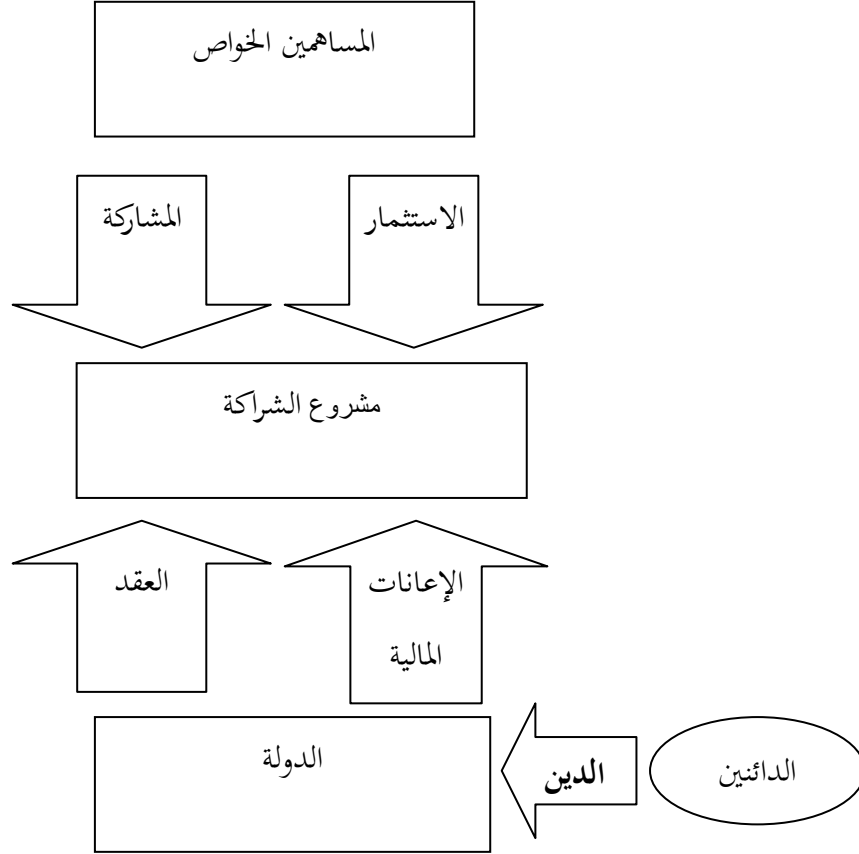 المساهمين الخواص
المشاركة
الاستثمار
مشروع الشراكة
العقد
الإعانات
المالية
الدولة
الدين
الدائنين